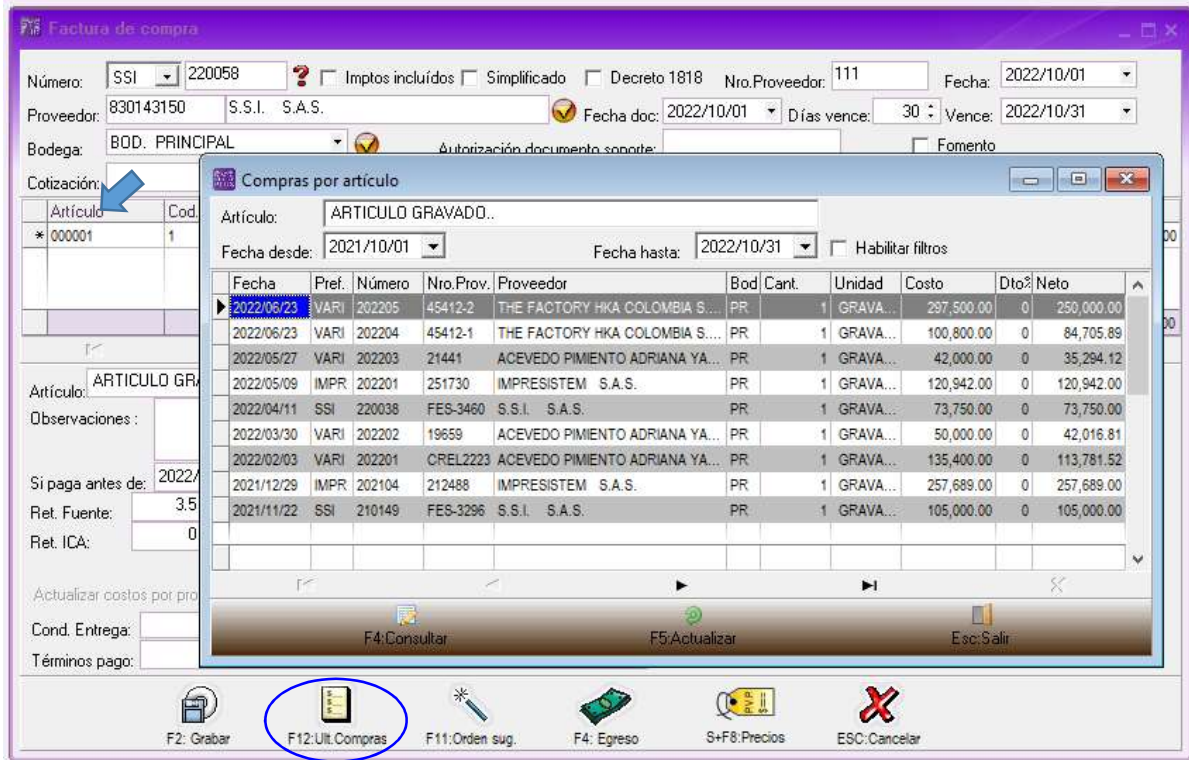 Factura de compra
Número: SSI 220058 ? Imptos incluídos Simplificado Decreto 1818 Nro.Proveedor: 111 Fecha: 2022/10/01
Proveedor: 830143150 S.S.I. S.A.S. Fecha doc: 2022/10/01 Días vence: 30 Vence: 2022/10/31
Bodega: BOD. PRINCIPAL Autorización documento soporte: Fomento
Cotización:
Artículo Cod.
* 000001 1 00
00
Artículo: ARTICULO GRA
Observaciones :
Si paga antes de: 2022/
Ret. Fuente: 3.5
Ret. ICA: 0
Actualizar costos por pro
Cond. Entrega:
Términos pago:
Compras por artículo
Artículo: ARTICULO GRAVADO..
Fecha desde: 2021/10/01 Fecha hasta: 2022/10/31 Habilitar filtros
Fecha Pref. Número Nro.Prov. Proveedor Bod Cant. Unidad Costo Dto% Neto
2022/06/23 VARI 202205 45412-2 THE FACTORY HKA COLOMBIA S.... PR 1 GRAVA... 297,500.00 0 250,000.00
2022/06/23 VARI 202204 45412-1 THE FACTORY HKA COLOMBIA S.... PR 1 GRAVA... 100,800.00 0 84,705.89
2022/05/27 VARI 202203 21441 ACEVEDO PIMIENTO ADRIANA YA... PR 1 GRAVA... 42,000.00 0 35,294.12
2022/05/09 IMPR 202201 251730 IMPRESISTEM S.A.S. PR 1 GRAVA... 120,942.00 0 120,942.00
2022/04/11 SSI 220038 FES-3460 S.S.I. S.A.S. PR 1 GRAVA... 73,750.00 0 73,750.00
2022/03/30 VARI 202202 19659 ACEVEDO PIMIENTO ADRIANA YA... PR 1 GRAVA... 50,000.00 0 42,016.81
2022/02/03 VARI 202201 CREL2223 ACEVEDO PIMIENTO ADRIANA YA... PR 1 GRAVA... 135,400.00 0 113,781.52
2021/12/29 IMPR 202104 212488 IMPRESISTEM S.A.S. PR 1 GRAVA... 257,689.00 0 257,689.00
2021/11/22 SSI 210149 FES-3296 S.S.I. S.A.S. PR 1 GRAVA... 105,000.00 0 105,000.00
F4:Consultar F5:Actualizar Esc:Salir
F2: Grabar F12:Ult.Compras F11:Orden sug. F4: Egreso S+F8:Precios ESC:Cancelar